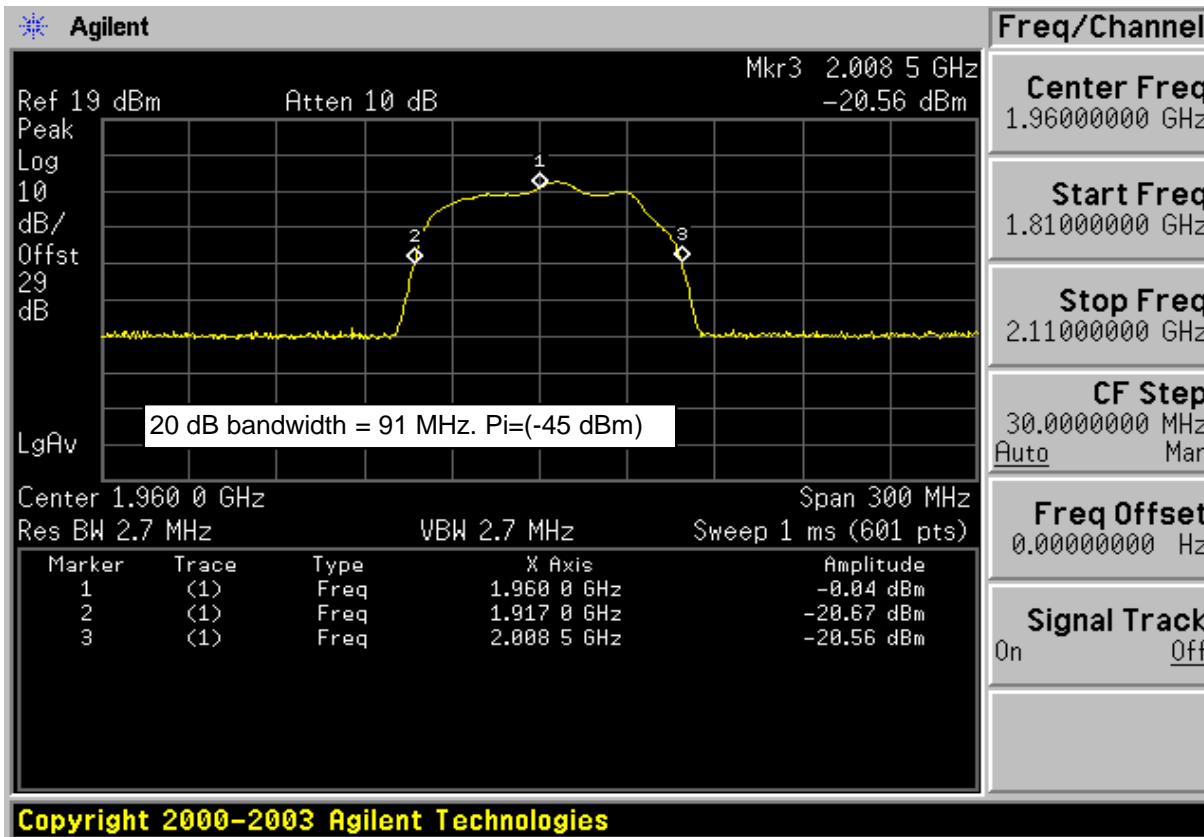 Agilent
Freq/Channel
Mkr3 2.008 5 GHz
Ref 19 dBm Atten 10 dB -20.56 dBm
Peak
Log
10
dB/
Offst
29
dB
LgAv
1
2
3
20 dB bandwidth = 91 MHz. Pi=(-45 dBm)
Center 1.960 0 GHz Span 300 MHz
Res BW 2.7 MHz VBW 2.7 MHz Sweep 1 ms (601 pts)
Marker Trace Type X Axis Amplitude
1 (1) Freq 1.960 0 GHz -0.04 dBm
2 (1) Freq 1.917 0 GHz -20.67 dBm
3 (1) Freq 2.008 5 GHz -20.56 dBm
Center Freq
1.96000000 GHz
Start Freq
1.81000000 GHz
Stop Freq
2.11000000 GHz
CF Step
30.0000000 MHz
Auto Man
Freq Offset
0.00000000 Hz
Signal Track
On Off
Copyright 2000-2003 Agilent Technologies